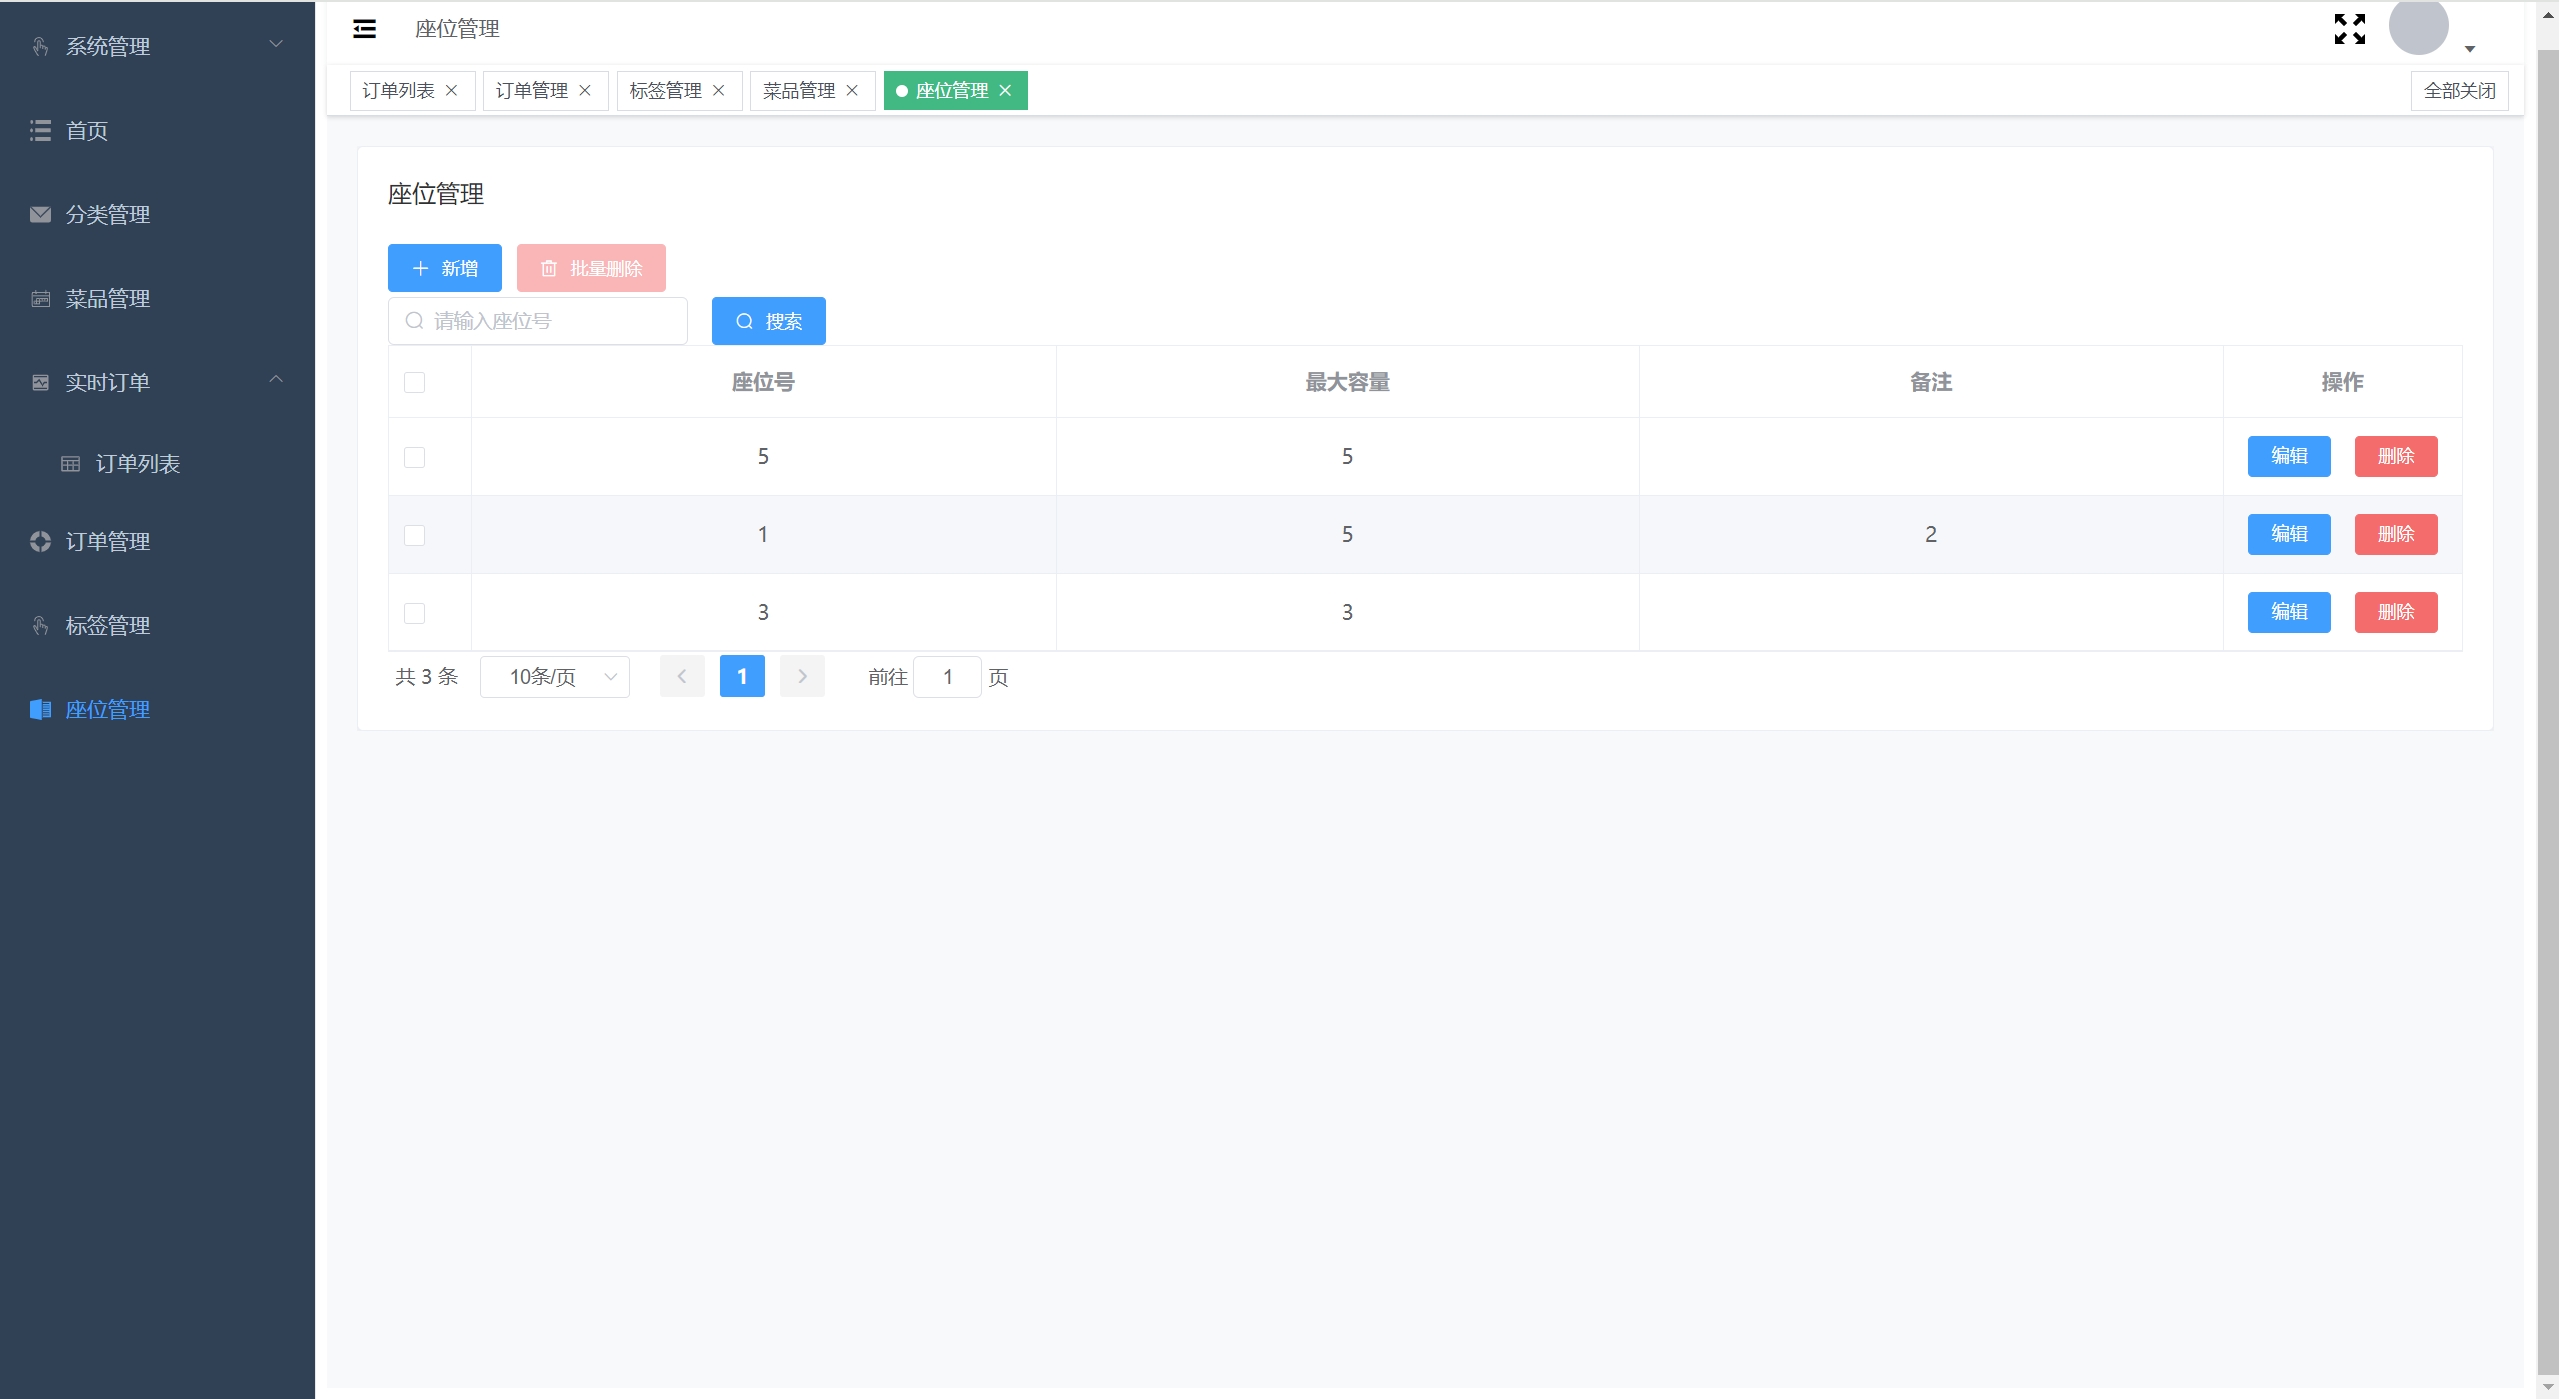 系统管理
首页
分类管理
菜品管理
实时订单
订单列表
订单管理
标签管理
座位管理
座位管理
订单列表 订单管理 标签管理 菜品管理 座位管理 全部关闭
座位管理
新增 批量删除
请输入座位号 搜索
座位号 最大容量 备注 操作
5 5 编辑 删除
1 5 2 编辑 删除
3 3 编辑 删除
共 3 条 10条/页 1 前往 1 页